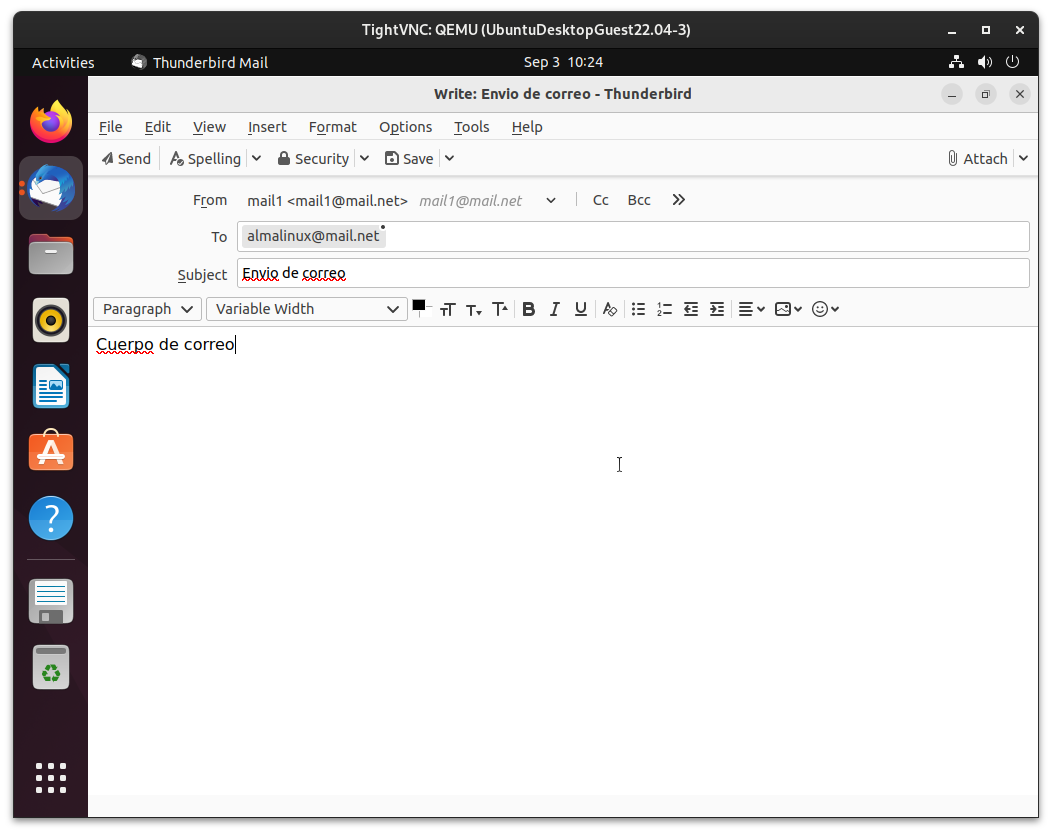 TightVNC: QEMU (UbuntuDesktopGuest22.04-3)
Activities Thunderbird Mail Sep 3 10:24
Write: Envio de correo - Thunderbird
File Edit View Insert Format Options Tools Help
Send Spelling Security Save Attach
From mail1 <mail1@mail.net> mail1@mail.net Cc Bcc
To almalinux@mail.net
Subject Envio de correo
Paragraph Variable Width
Cuerpo de correo